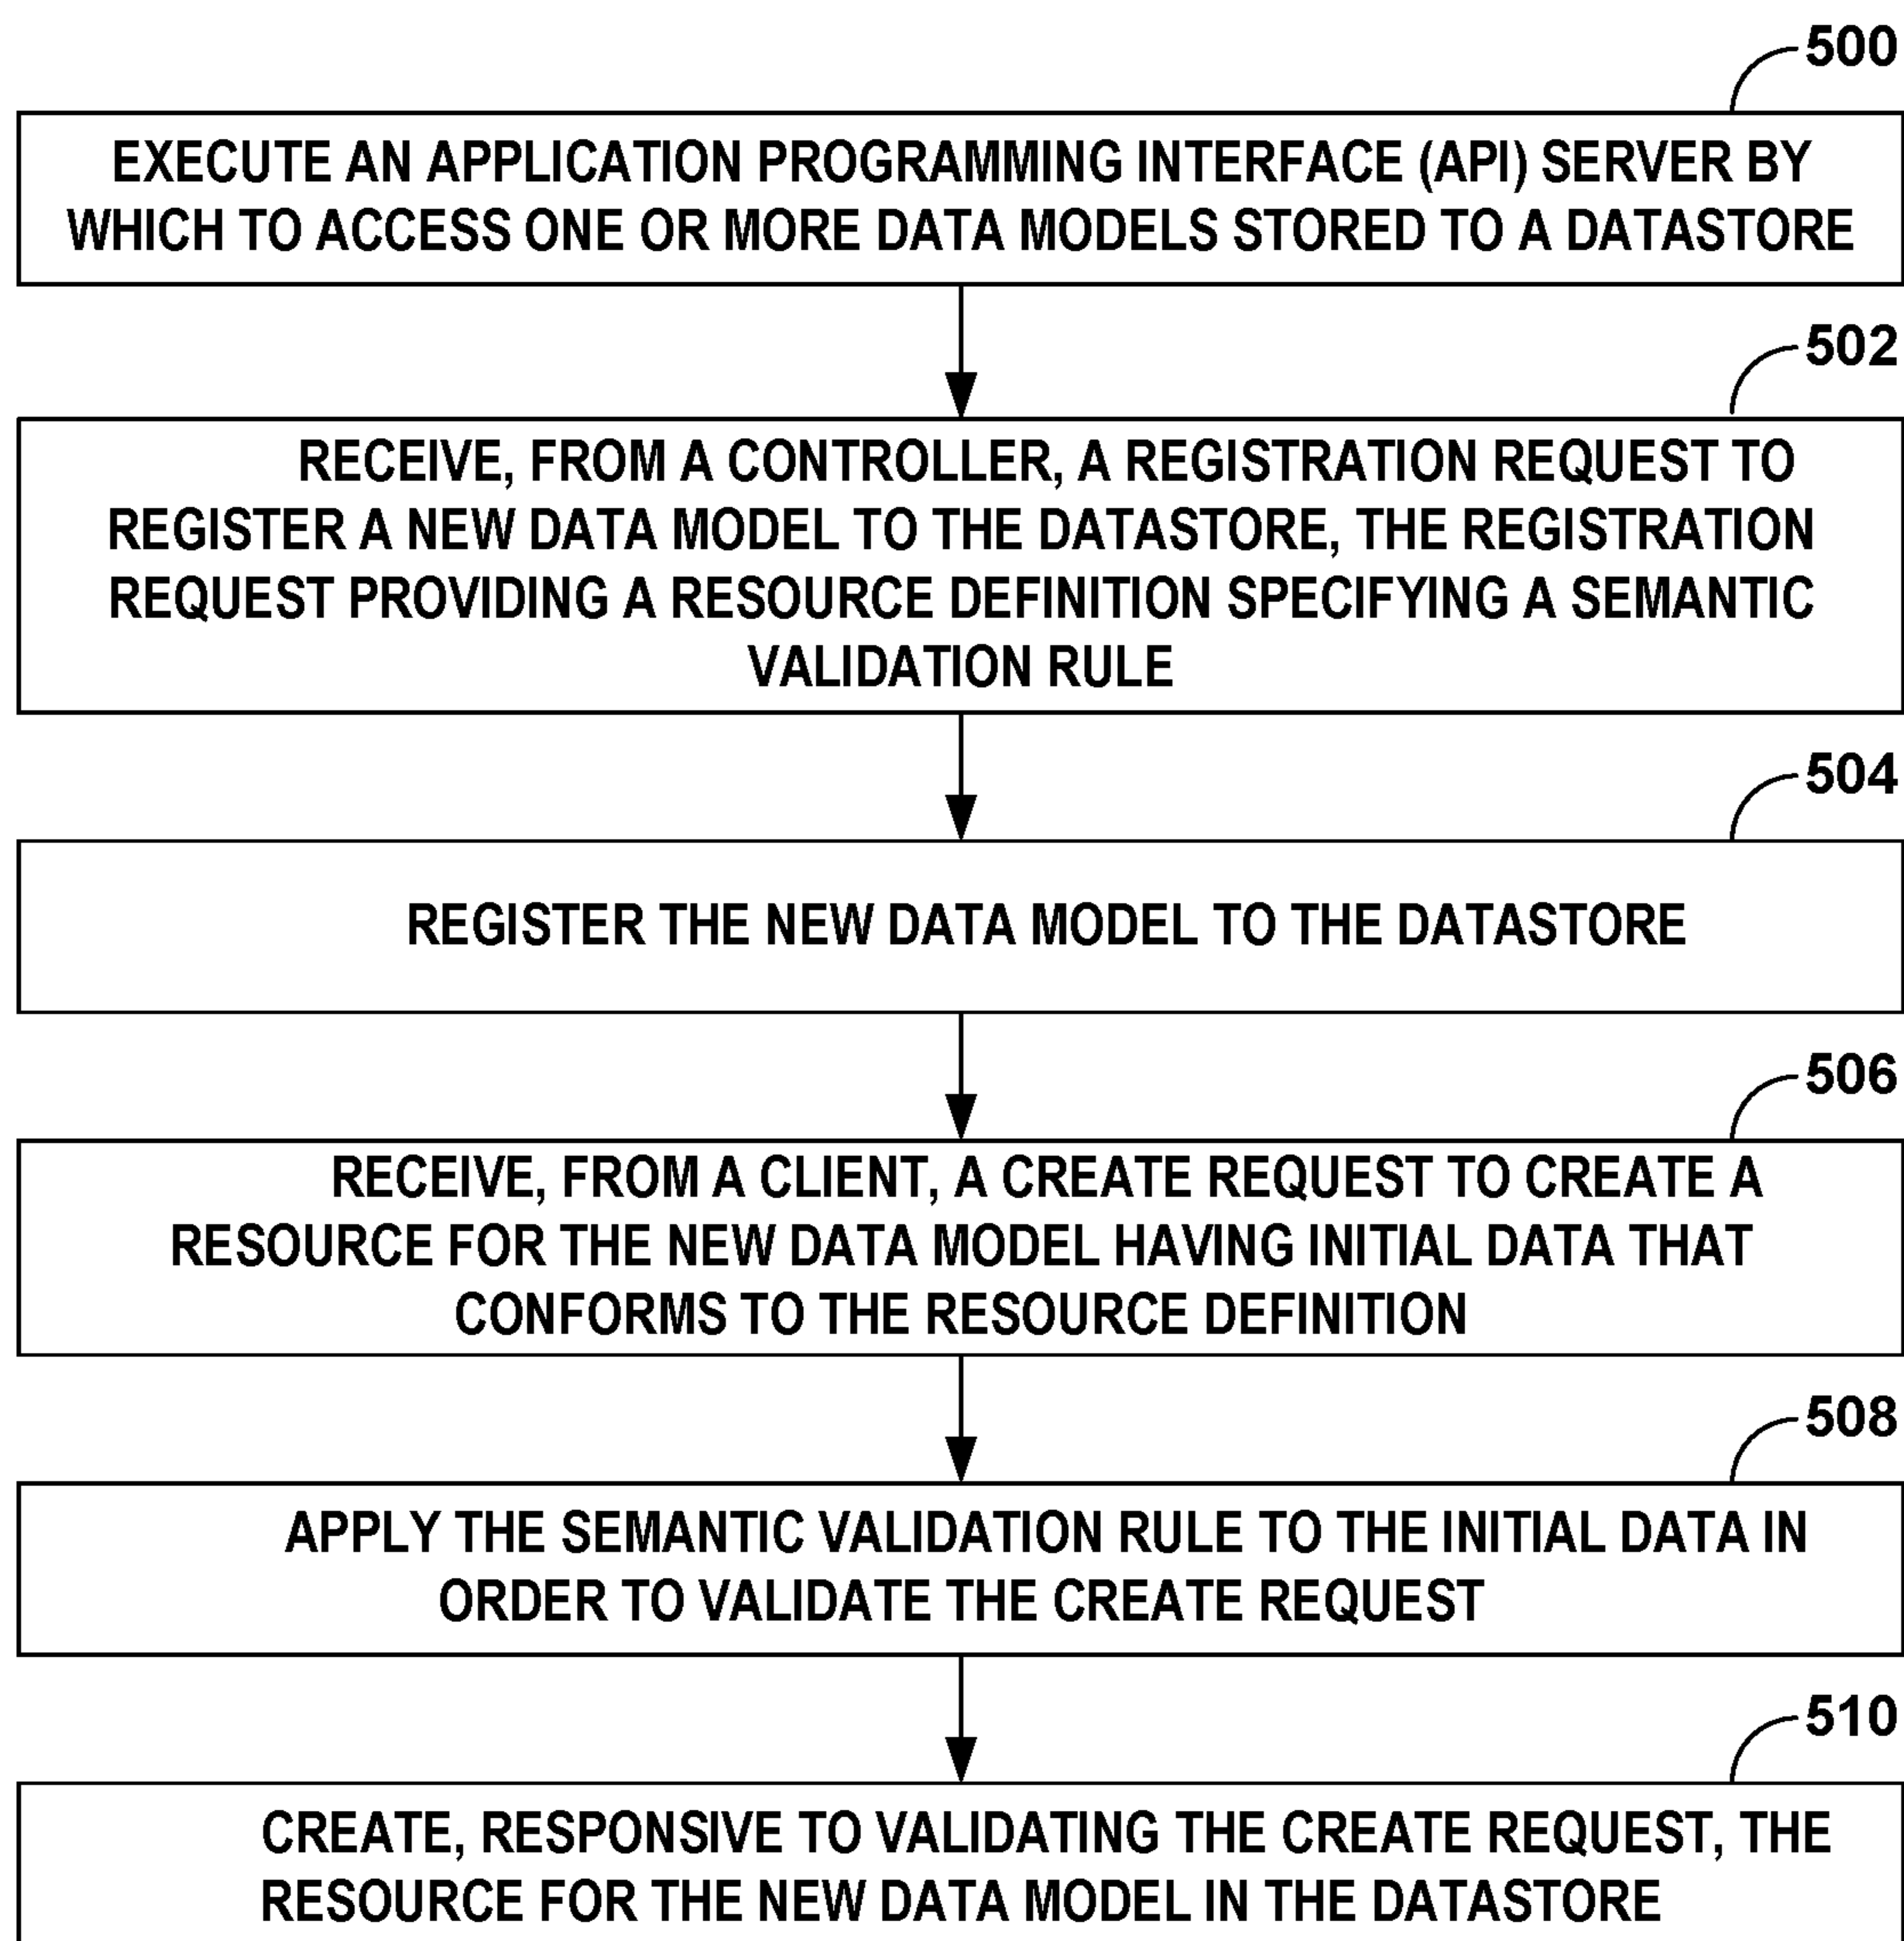 500
EXECUTE AN APPLICATION PROGRAMMING INTERFACE (API) SERVER BY
WHICH TO ACCESS ONE OR MORE DATA MODELS STORED TO A DATASTORE
502
RECEIVE, FROM A CONTROLLER, A REGISTRATION REQUEST TO
REGISTER A NEW DATA MODEL TO THE DATASTORE, THE REGISTRATION
REQUEST PROVIDING A RESOURCE DEFINITION SPECIFYING A SEMANTIC
VALIDATION RULE
504
REGISTER THE NEW DATA MODEL TO THE DATASTORE
506
RECEIVE, FROM A CLIENT, A CREATE REQUEST TO CREATE A
RESOURCE FOR THE NEW DATA MODEL HAVING INITIAL DATA THAT
CONFORMS TO THE RESOURCE DEFINITION
508
APPLY THE SEMANTIC VALIDATION RULE TO THE INITIAL DATA IN
ORDER TO VALIDATE THE CREATE REQUEST
510
CREATE, RESPONSIVE TO VALIDATING THE CREATE REQUEST, THE
RESOURCE FOR THE NEW DATA MODEL IN THE DATASTORE